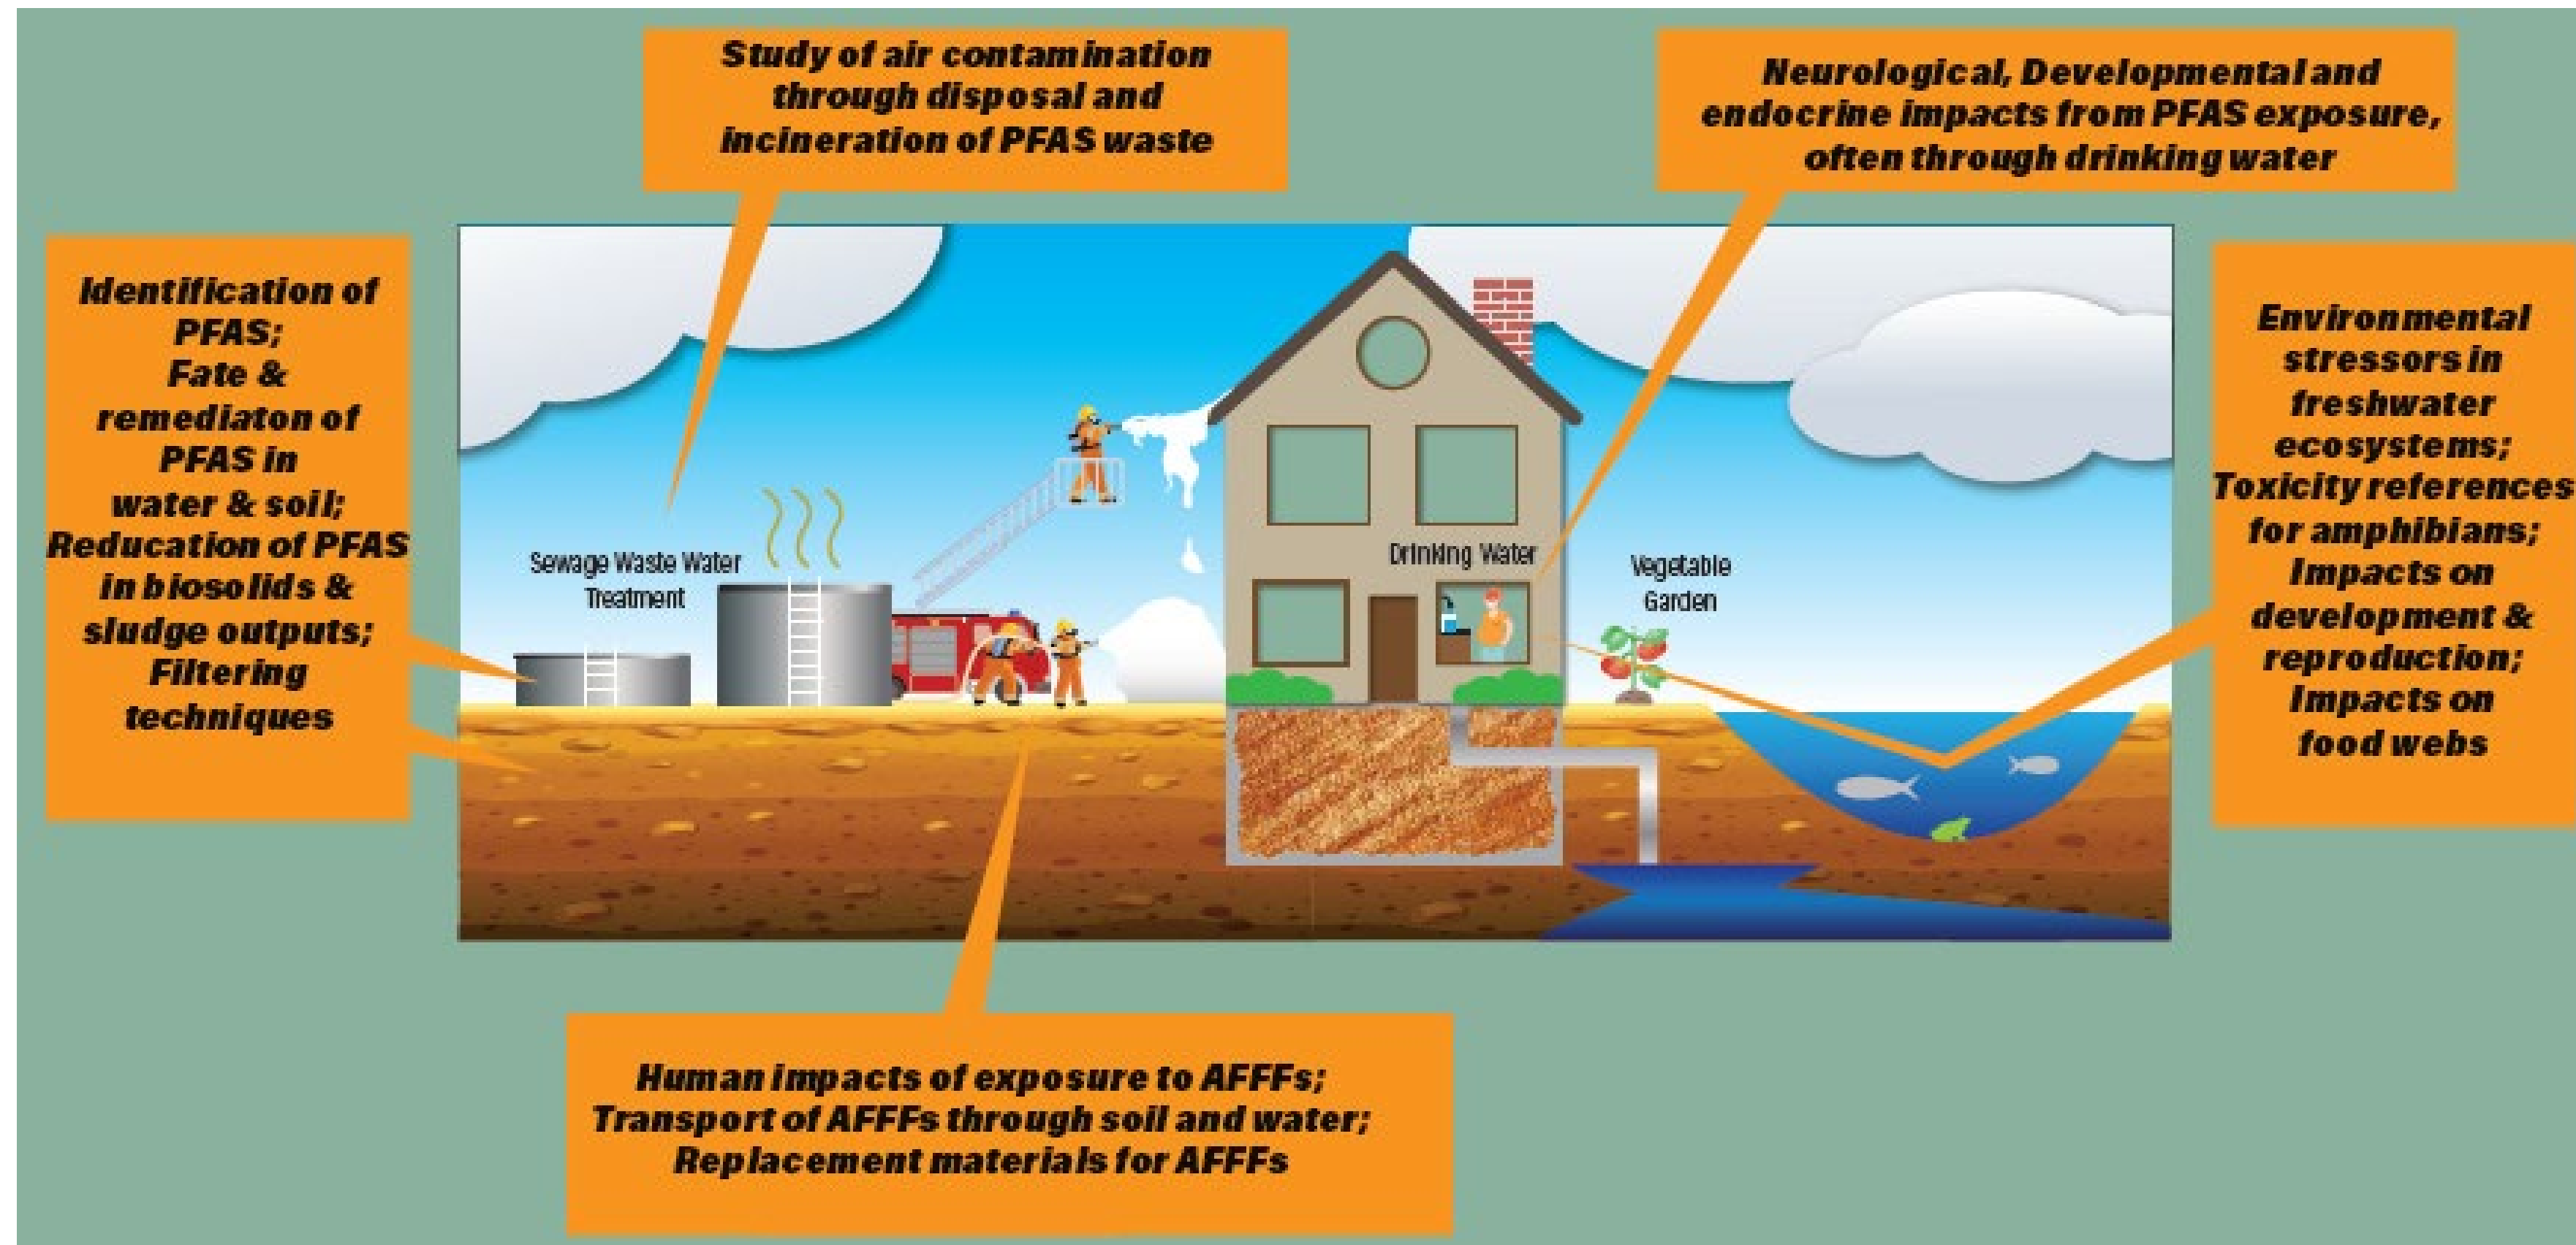 Study of air contamination
through disposal and
incineration of PFAS waste
Neurological, Developmental and
endocrine impacts from PFAS exposure,
often through drinking water
Identification of
PFAS;
Fate &
remediaton of
PFAS in
water & soil;
Reducation of PFAS
in biosolids &
sludge outputs;
Filtering
techniques
Sewage Waste Water
Treatment
Drinking Water
Vegetable
Garden
Environmental
stressors in
freshwater
ecosystems;
Toxicity references
for amphibians;
Impacts on
development &
reproduction;
Impacts on
food webs
Human impacts of exposure to AFFFs;
Transport of AFFFs through soil and water;
Replacement materials for AFFFs